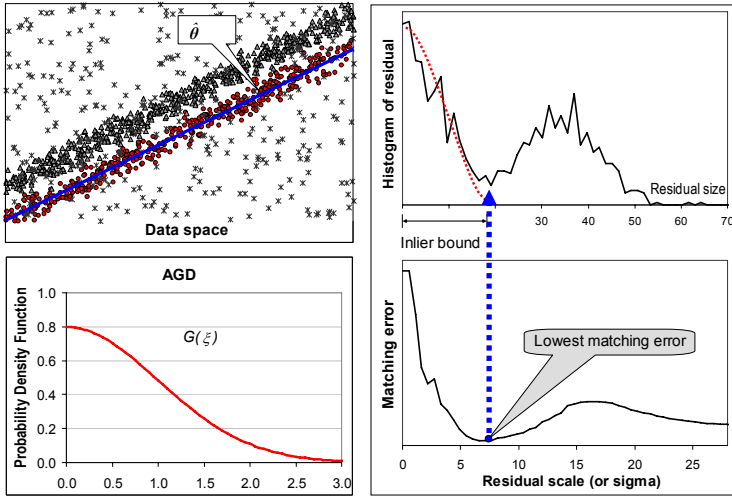 θ̂
Data space
AGD
Probability Density Function
1.0
0.8
0.6
0.4
0.2
0.0
G(ξ)
0.0 0.5 1.0 1.5 2.0 2.5 3.0
Histogram of residual
Residual size
0 30 40 50 60 70
Inlier bound
Matching error
Lowest matching error
0 5 10 15 20 25
Residual scale (or sigma)